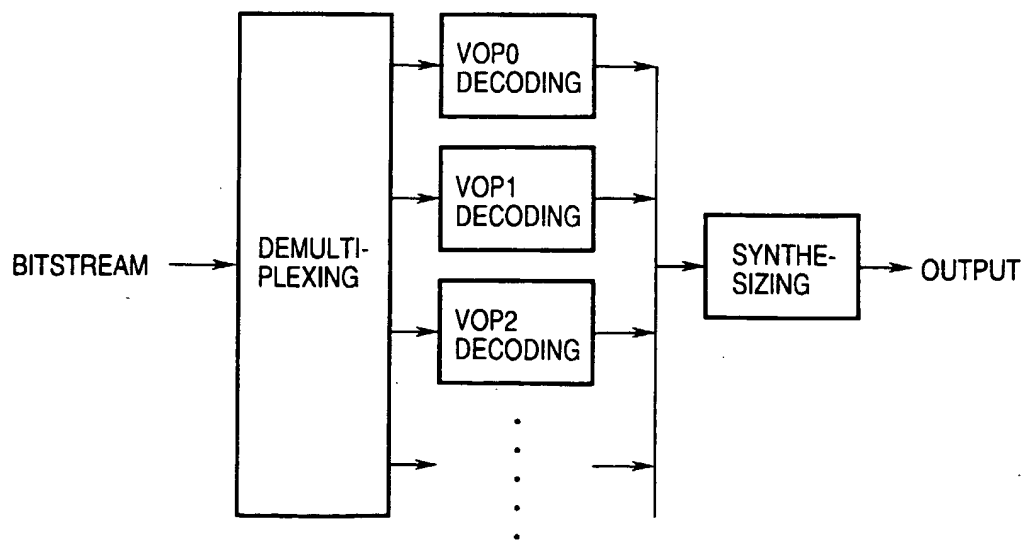 BITSTREAM
DEMULTI-
PLEXING
VOP0
DECODING
VOP1
DECODING
VOP2
DECODING
SYNTHE-
SIZING
OUTPUT